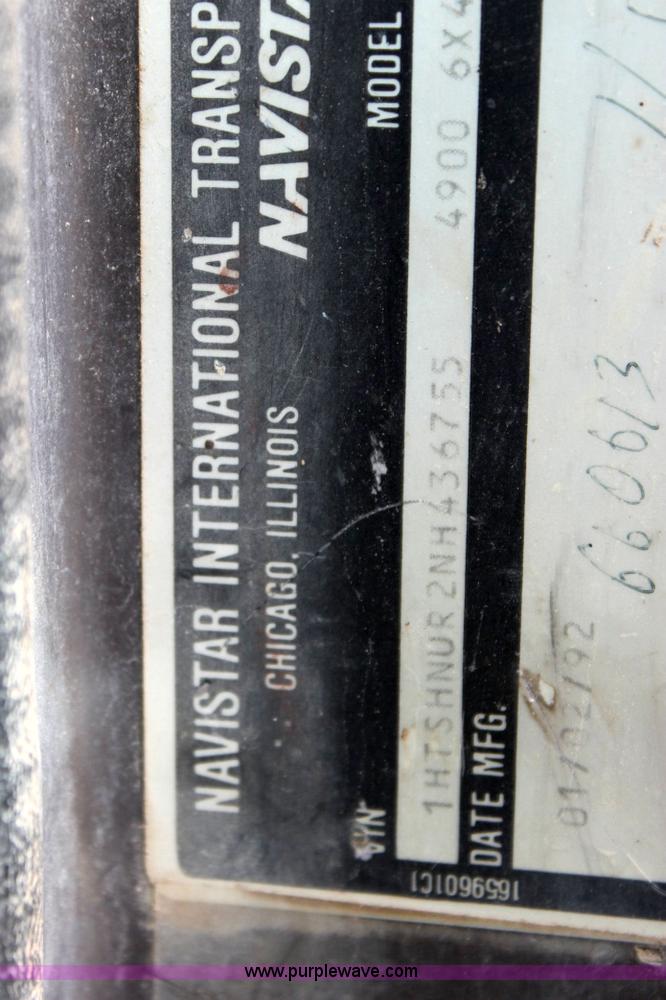 NAVISTAR INTERNATIONAL TRANSP
NAVISTA
CHICAGO, ILLINOIS
VIN
MODEL
1HTSHNUR2NH436755
4900 6X4
DATE MFG.
01/02/92
660613
1659601C1
www.purplewave.com